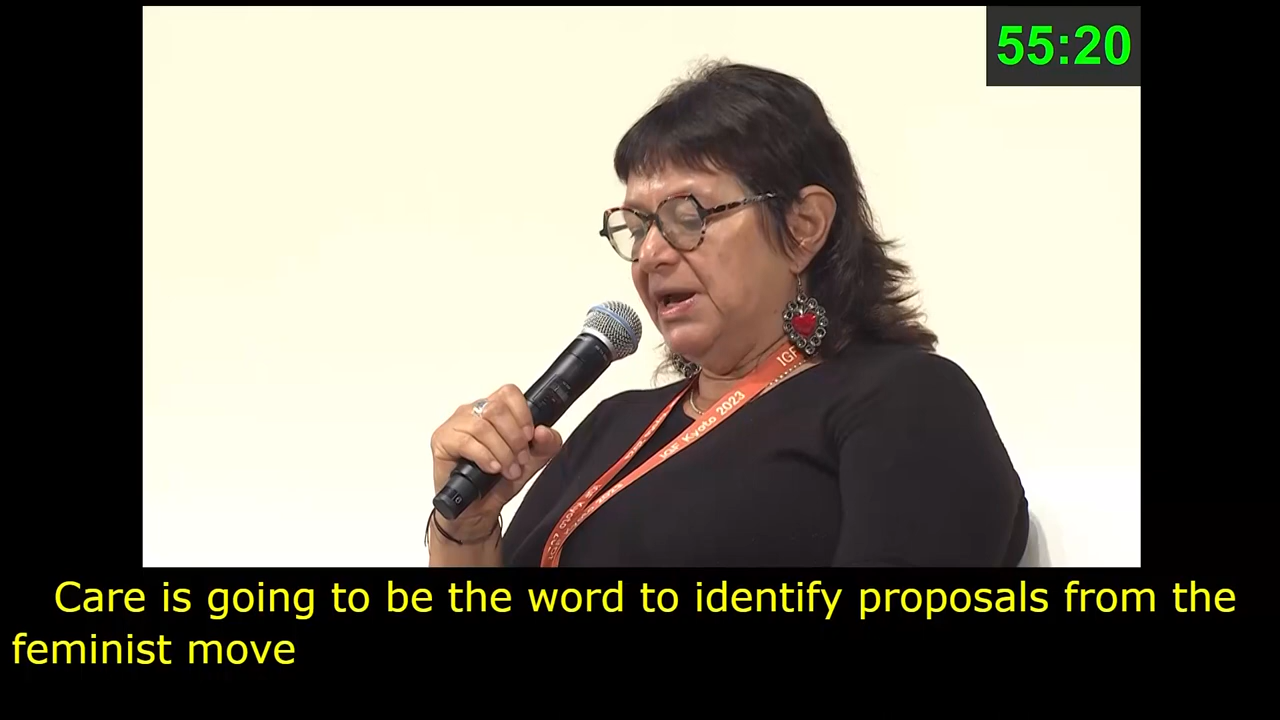 55:20
IGF
IGF Kyoto 2023
Care is going to be the word to identify proposals from the
feminist move